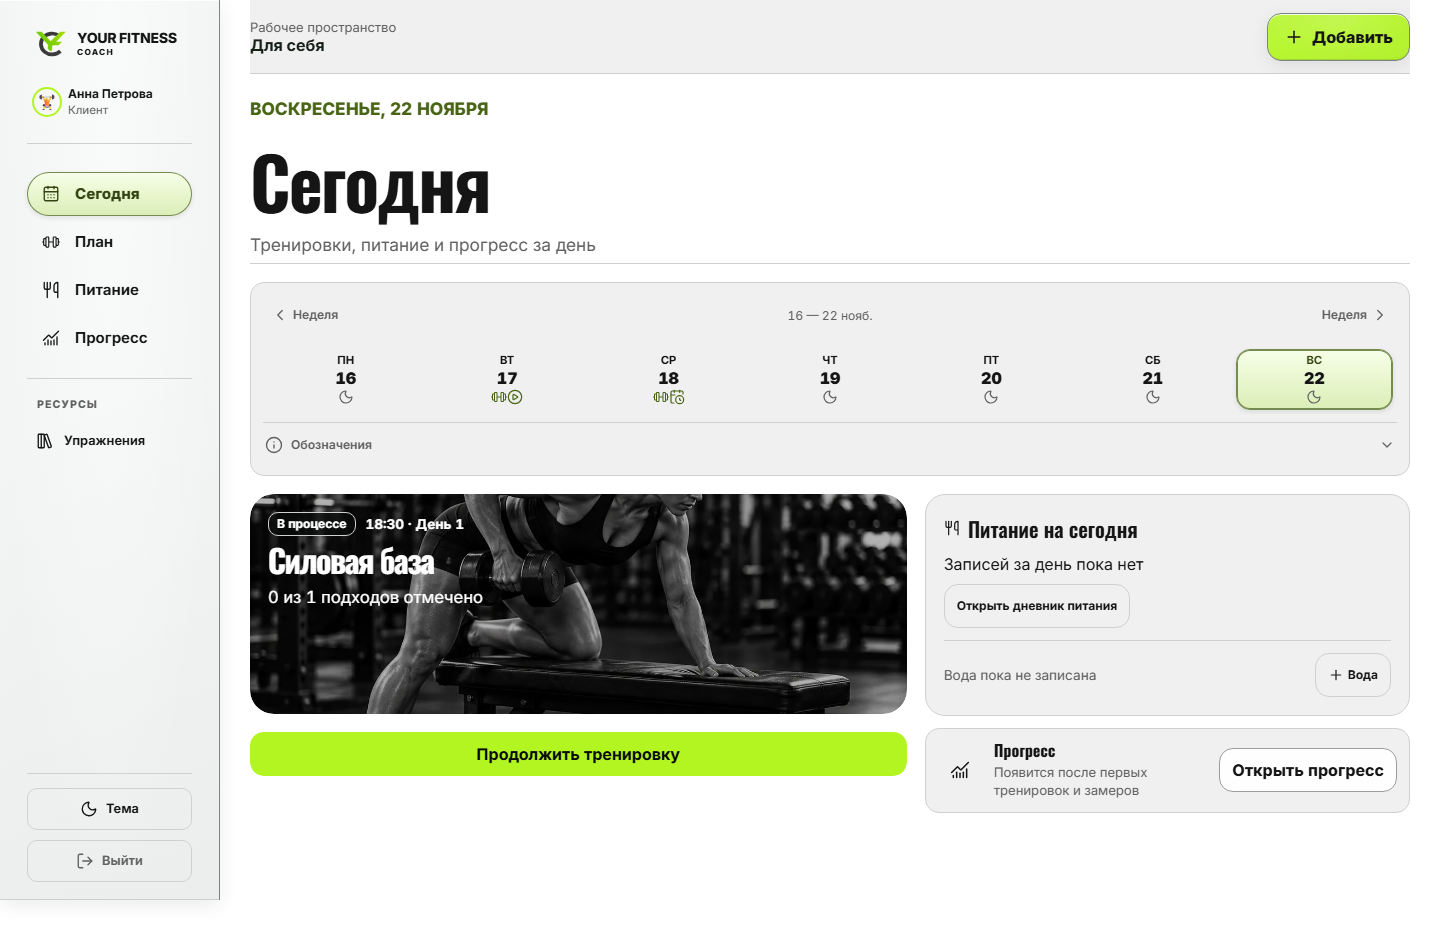 YOUR FITNESS
COACH
Анна Петрова
Клиент
Сегодня
План
Питание
Прогресс
РЕСУРСЫ
Упражнения
Тема
Выйти
Рабочее пространство
Для себя
Добавить
ВОСКРЕСЕНЬЕ, 22 НОЯБРЯ
Сегодня
Тренировки, питание и прогресс за день
Неделя
16 — 22 нояб.
Неделя
ПН ВТ СР ЧТ ПТ СБ ВС
16 17 18 19 20 21 22
Обозначения
В процессе 18:30 · День 1
Силовая база
0 из 1 подходов отмечено
Продолжить тренировку
Питание на сегодня
Записей за день пока нет
Открыть дневник питания
Вода пока не записана
Вода
Прогресс
Появится после первых
тренировок и замеров
Открыть прогресс